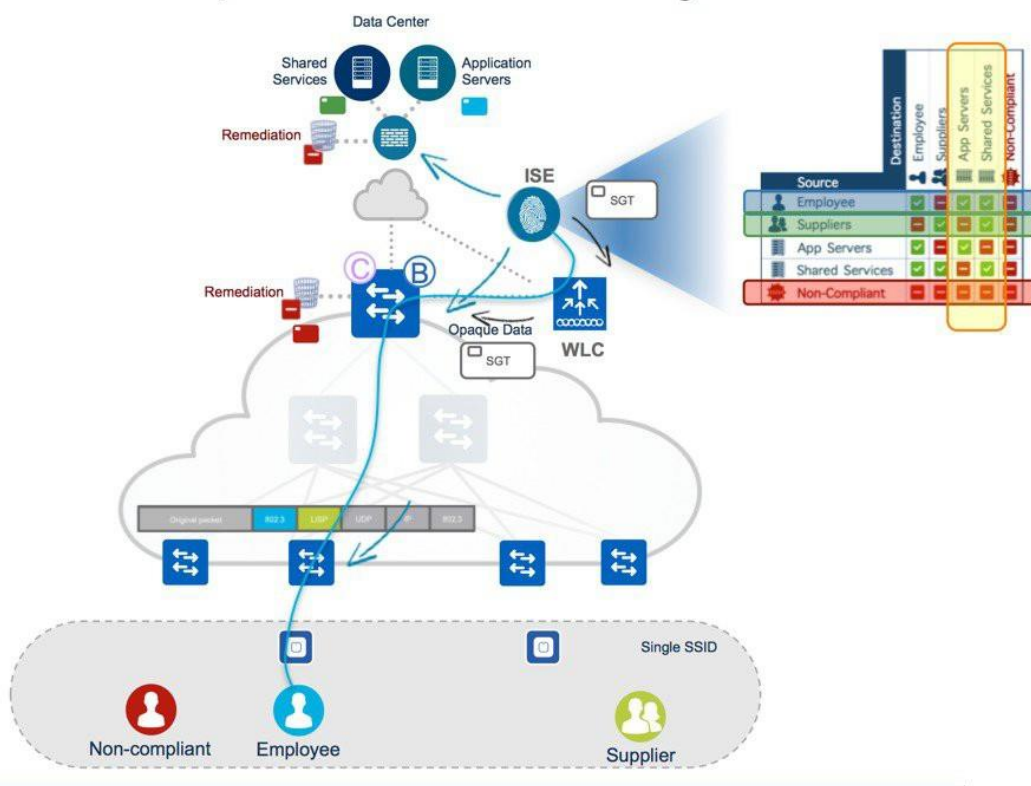 Data Center
Shared
Services
Application
Servers
Remediation
ISE
SGT
Destination
Employee
Suppliers
App Servers
Shared Services
Non-Compliant
Source
Employee
Suppliers
App Servers
Shared Services
Non-Compliant
C
B
Remediation
Opaque Data
SGT
WLC
Original packet
802.3
LISP
UDP
IP
802.3
Single SSID
Non-compliant
Employee
Supplier